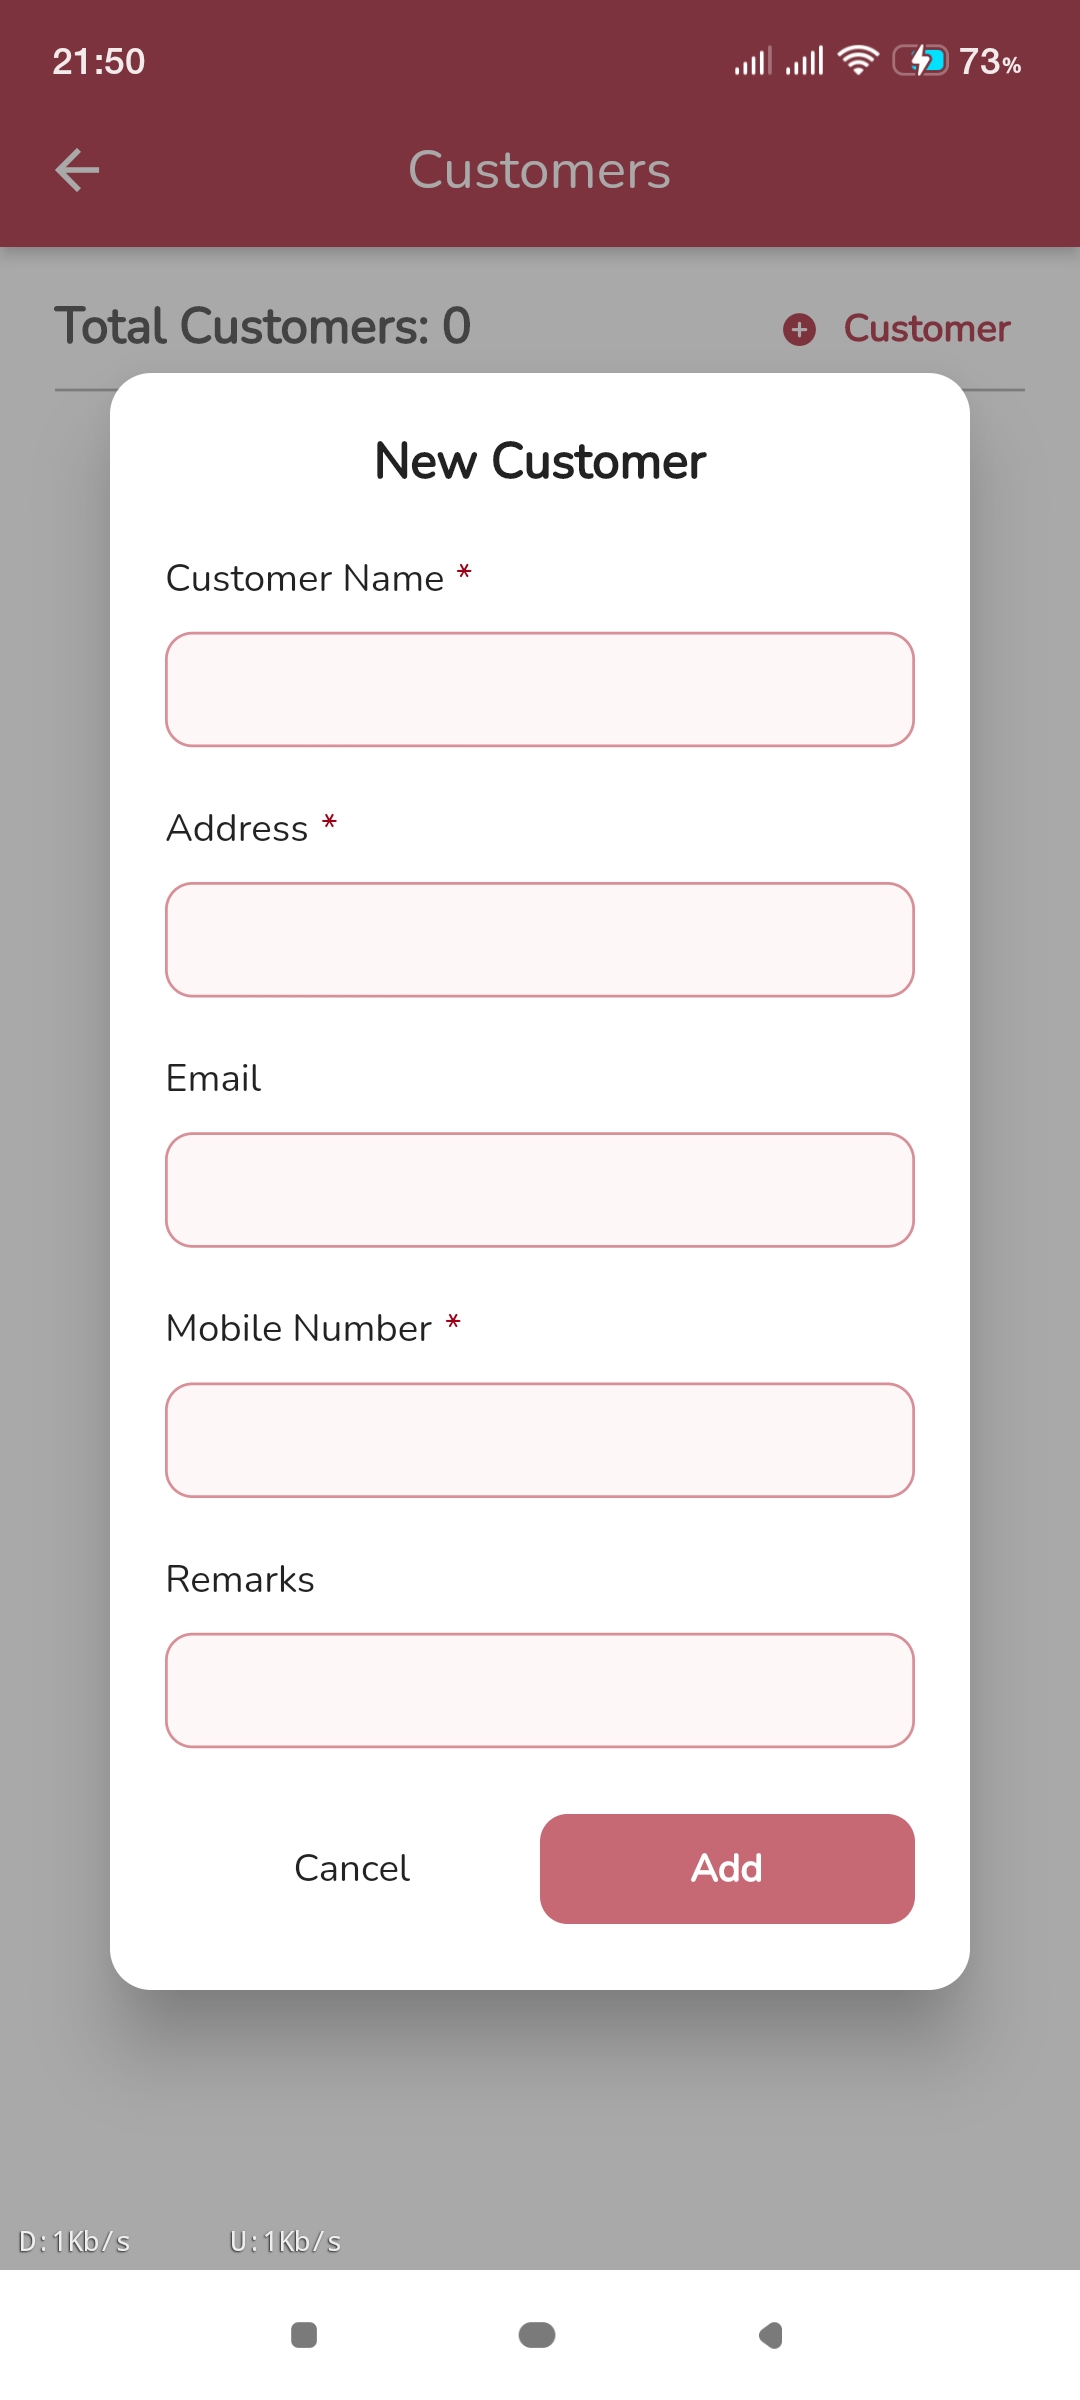 21:50 73%
Customers
Total Customers: 0 Customer
New Customer
Customer Name *
Address *
Email
Mobile Number *
Remarks
Cancel Add
D:1Kb/s U:1Kb/s